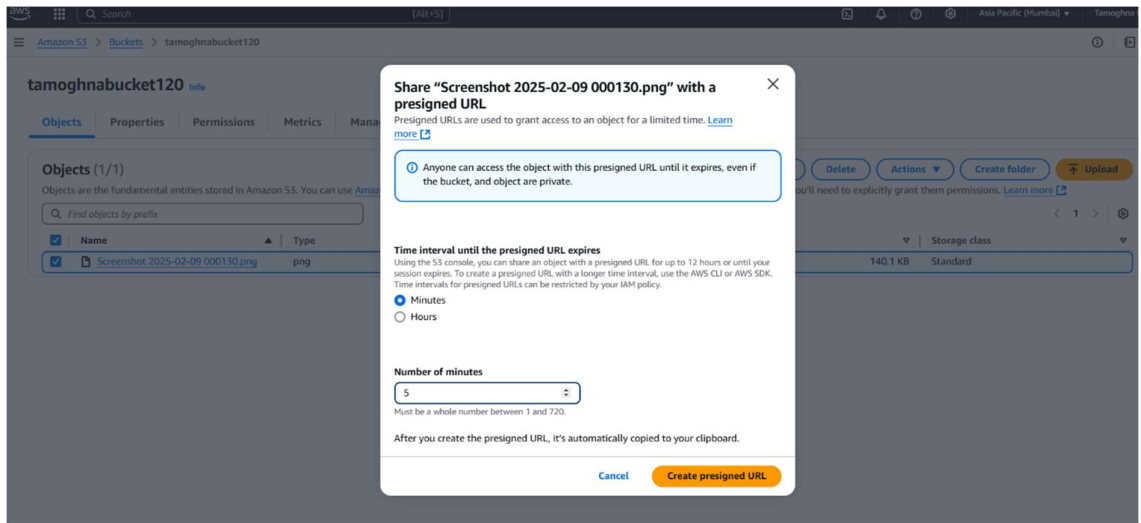 aws
Search
[Alt+S]
Asia Pacific (Mumbai)
Tamoghna
Amazon S3 > Buckets > tamoghnabucket120
tamoghnabucket120 Info
Objects
Properties
Permissions
Metrics
Mana
Objects (1/1)
Delete
Actions
Create folder
Upload
Objects are the fundamental entities stored in Amazon S3. You can use Amaz
ou'll need to explicitly grant them permissions. Learn more
Find objects by prefix
1
Name
Type
Storage class
Screenshot 2025-02-09 000130.png
png
140.1 KB
Standard
Share “Screenshot 2025-02-09 000130.png” with a
presigned URL
Presigned URLs are used to grant access to an object for a limited time. Learn
more
Anyone can access the object with this presigned URL until it expires, even if
the bucket, and object are private.
Time interval until the presigned URL expires
Using the S3 console, you can share an object with a presigned URL for up to 12 hours or until your
session expires. To create a presigned URL with a longer time interval, use the AWS CLI or AWS SDK.
Time intervals for presigned URLs can be restricted by your IAM policy.
Minutes
Hours
Number of minutes
5
Must be a whole number between 1 and 720.
After you create the presigned URL, it's automatically copied to your clipboard.
Cancel
Create presigned URL